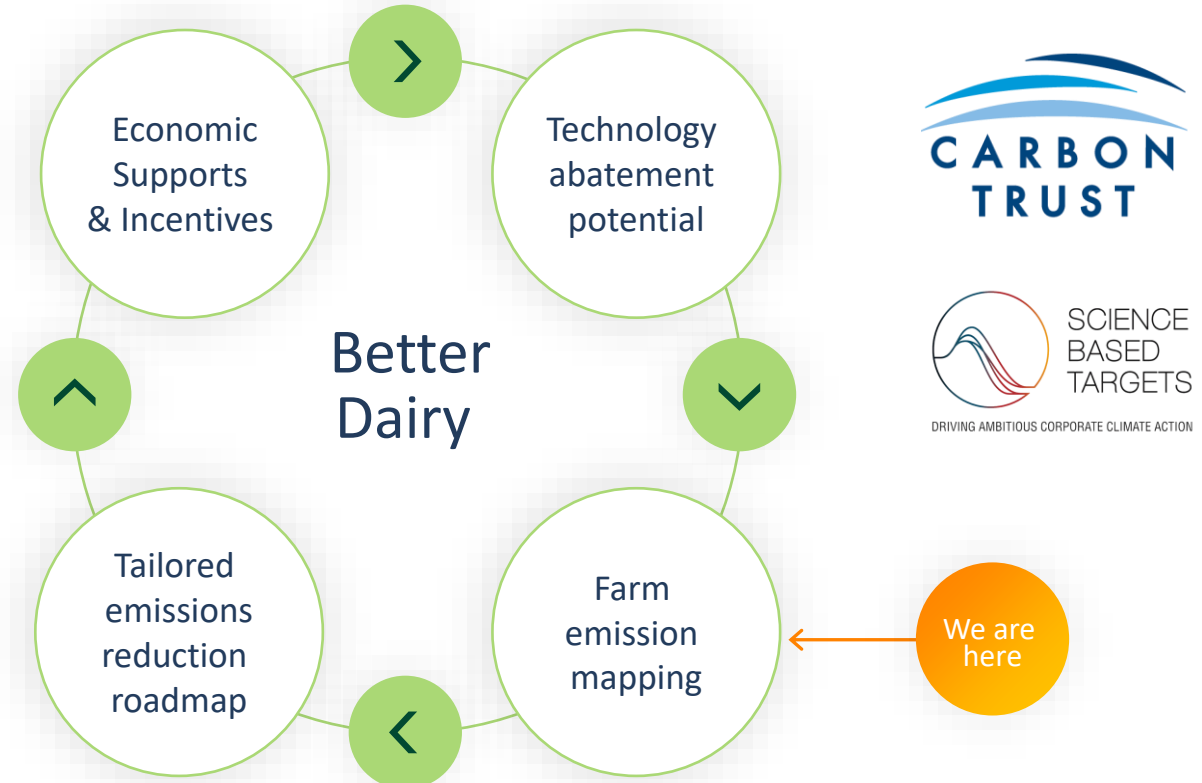 Economic
Supports
& Incentives
Technology
abatement
potential
CARBON
TRUST
Better
Dairy
SCIENCE
BASED
TARGETS
DRIVING AMBITIOUS CORPORATE CLIMATE ACTION
Tailored
emissions
reduction
roadmap
Farm
emission
mapping
We are
here